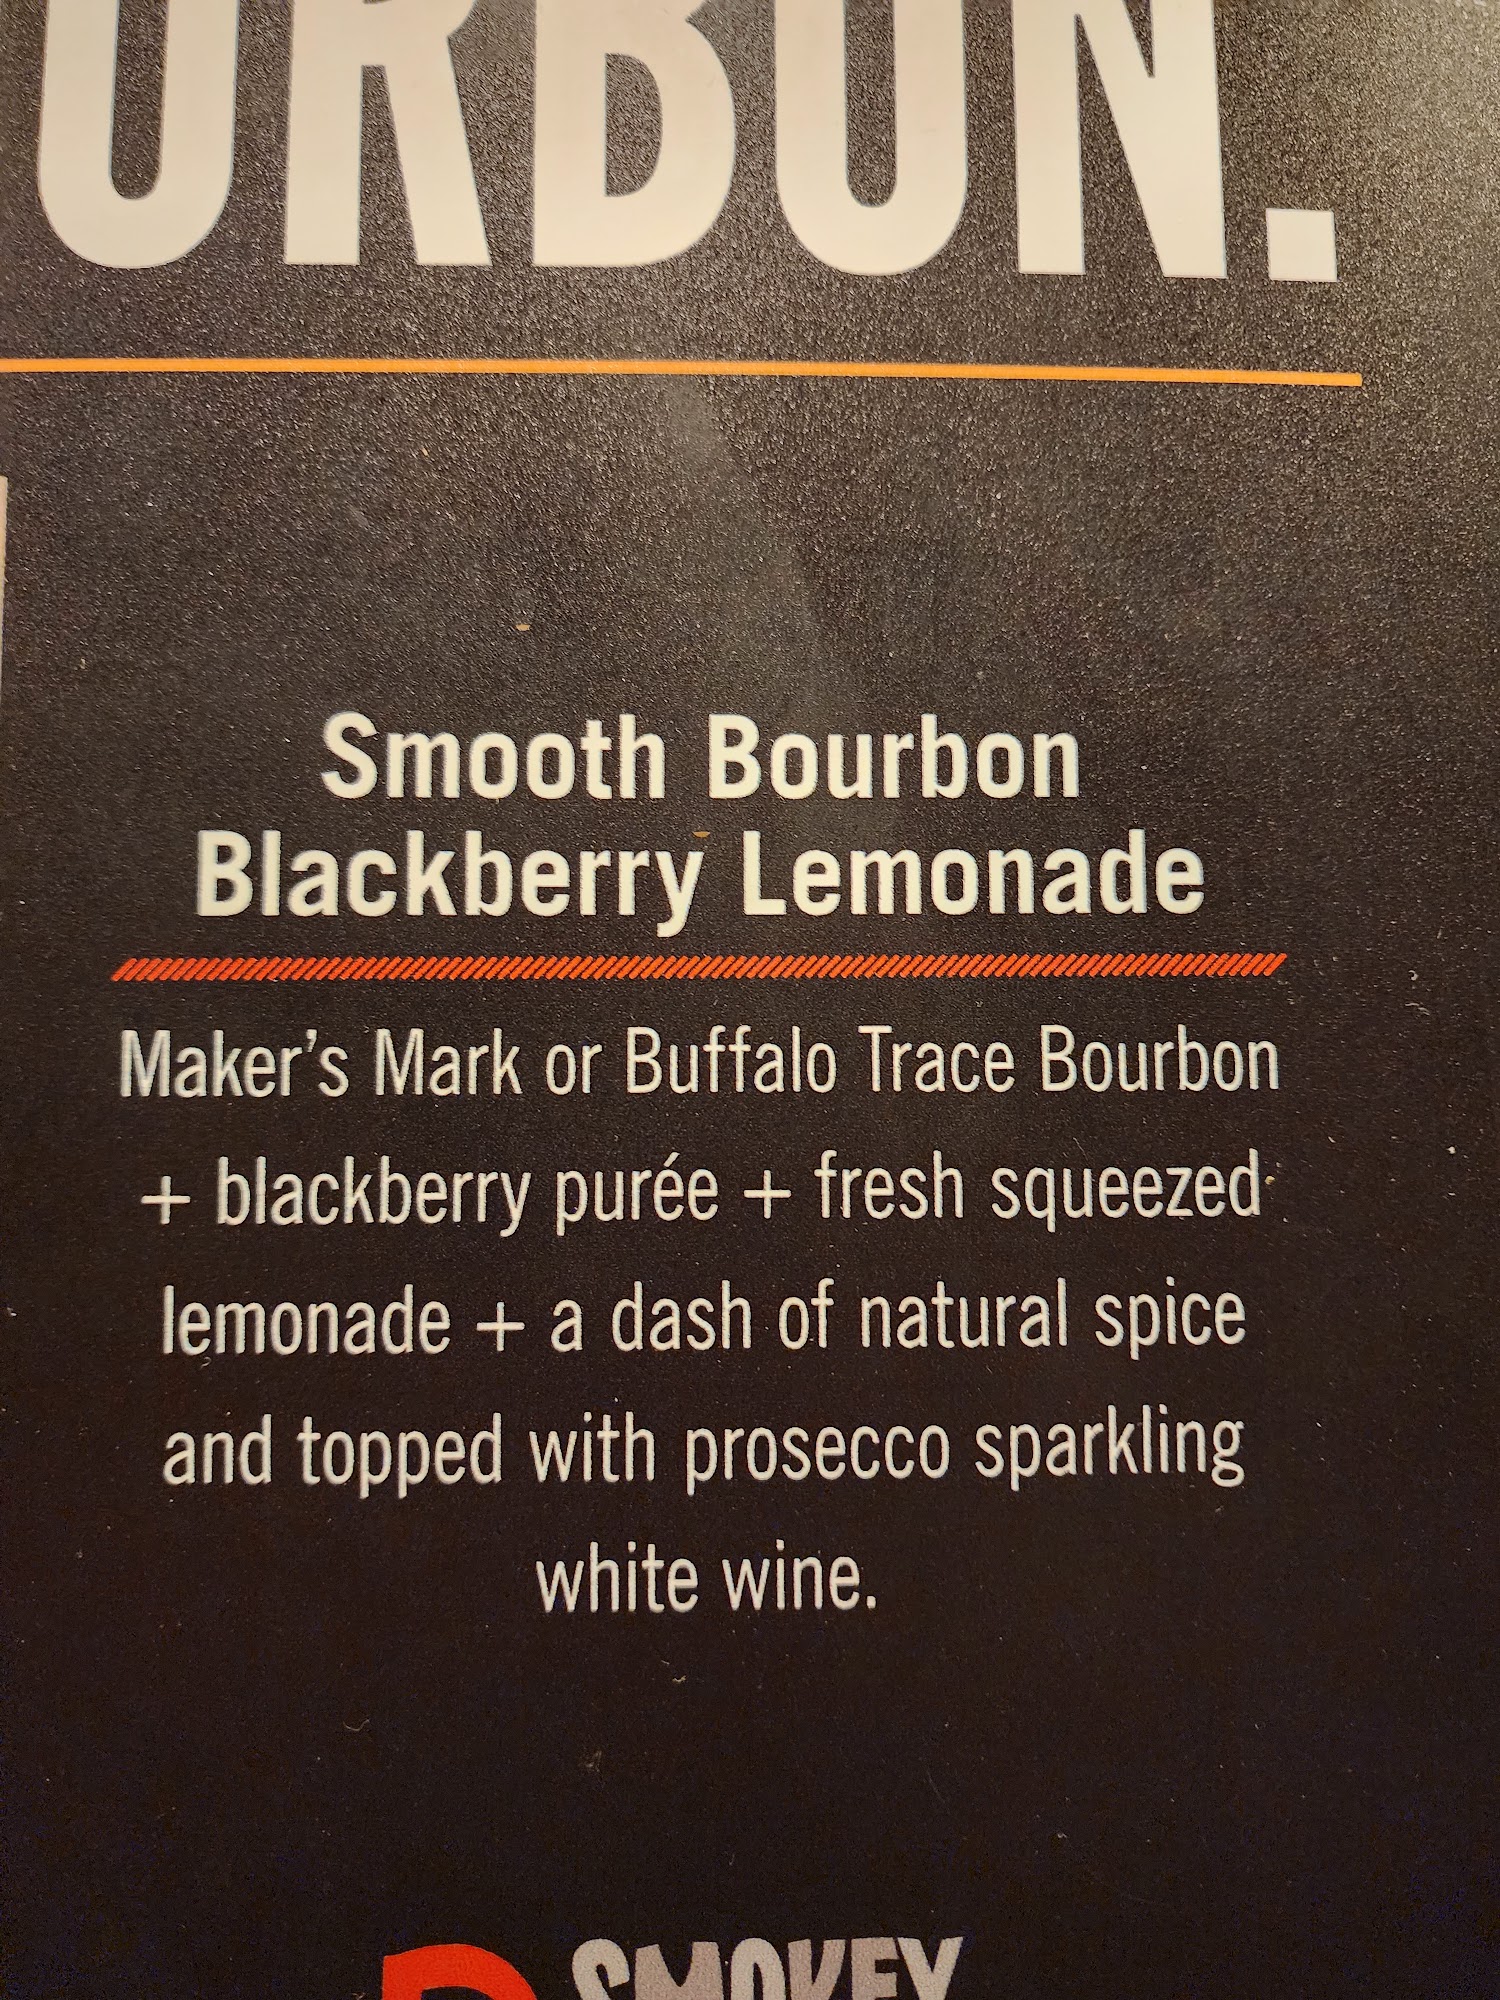 URBON.
Smooth Bourbon
Blackberry Lemonade
Maker's Mark or Buffalo Trace Bourbon
+ blackberry purée + fresh squeezed
lemonade + a dash of natural spice
and topped with prosecco sparkling
white wine.
SMOKEY